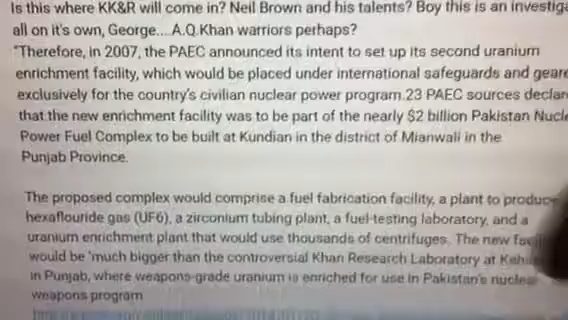 Is this where KK&R will come in? Neil Brown and his talents? Boy this is an
all on it's own, George....A.Q.Khan warriors perhaps?
"Therefore, in 2007, the PAEC announced its intent to set up its second uranium
enrichment facility, which would be placed under international safeguards and
exclusively for the country's civilian nuclear power program.23 PAEC sources
that the new enrichment facility was to be part of the nearly $2 billion Pakistan
Power Fuel Complex to be built at Kundian in the district of Mianwali in the
Punjab Province.
The proposed complex would comprise a fuel fabrication facility, a plant to produce
hexaflouride gas (UF6), a zirconium tubing plant, a fuel-testing laboratory, and a
uranium enrichment plant that would use thousands of centrifuges. The new
would be 'much bigger than the controversial Khan Research Laboratory at
in Punjab, where weapons-grade uranium is enriched for use in Pakistan's nuclear
weapons program